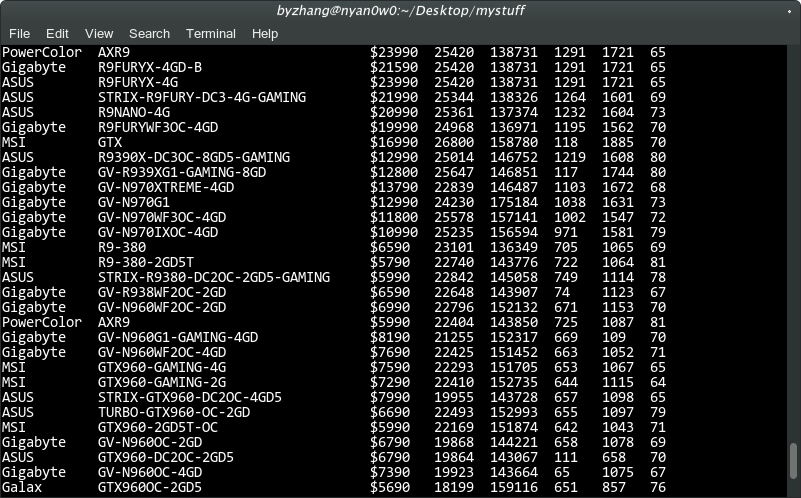 byzhang@nyan0w0:~/Desktop/mystuff
File Edit View Search Terminal Help
PowerColor AXR9 $23990 25420 138731 1291 1721 65
Gigabyte R9FURYX-4GD-B $21590 25420 138731 1291 1721 65
ASUS R9FURYX-4G $23990 25420 138731 1291 1721 65
ASUS STRIX-R9FURY-DC3-4G-GAMING $21990 25344 138326 1264 1601 69
ASUS R9NANO-4G $20990 25361 137374 1232 1604 73
Gigabyte R9FURYWF3OC-4GD $19990 24968 136971 1195 1562 70
MSI GTX $16990 26800 158780 118 1885 70
ASUS R9390X-DC3OC-8GD5-GAMING $12990 25014 146752 1219 1608 80
Gigabyte GV-R939XG1-GAMING-8GD $12800 25647 146851 117 1744 80
Gigabyte GV-N970XTREME-4GD $13790 22839 146487 1103 1672 68
Gigabyte GV-N970G1 $12990 24230 175184 1038 1631 73
Gigabyte GV-N970WF3OC-4GD $11800 25578 157141 1002 1547 72
Gigabyte GV-N970IXOC-4GD $10990 25235 156594 971 1581 79
MSI R9-380 $6590 23101 136349 705 1065 69
MSI R9-380-2GD5T $5790 22740 143776 722 1064 81
ASUS STRIX-R9380-DC2OC-2GD5-GAMING $5990 22842 145058 749 1114 78
Gigabyte GV-R938WF2OC-2GD $6590 22648 143907 74 1123 67
Gigabyte GV-N960WF2OC-2GD $6990 22796 152132 671 1153 70
PowerColor AXR9 $5990 22404 143850 725 1087 81
Gigabyte GV-N960G1-GAMING-4GD $8190 21255 152317 669 109 70
Gigabyte GV-N960WF2OC-4GD $7690 22425 151452 663 1052 71
MSI GTX960-GAMING-4G $7590 22293 151705 653 1067 65
MSI GTX960-GAMING-2G $7290 22410 152735 644 1115 64
ASUS STRIX-GTX960-DC2OC-4GD5 $7990 19955 143728 657 1098 65
ASUS TURBO-GTX960-OC-2GD $6690 22493 152993 655 1097 79
MSI GTX960-2GD5T-OC $5990 22169 151874 642 1043 71
Gigabyte GV-N960OC-2GD $6790 19868 144221 658 1078 69
ASUS GTX960-DC2OC-2GD5 $6790 19864 143067 111 658 70
Gigabyte GV-N960OC-4GD $7390 19923 143664 65 1075 67
Galax GTX960OC-2GD5 $5690 18199 159116 651 857 76